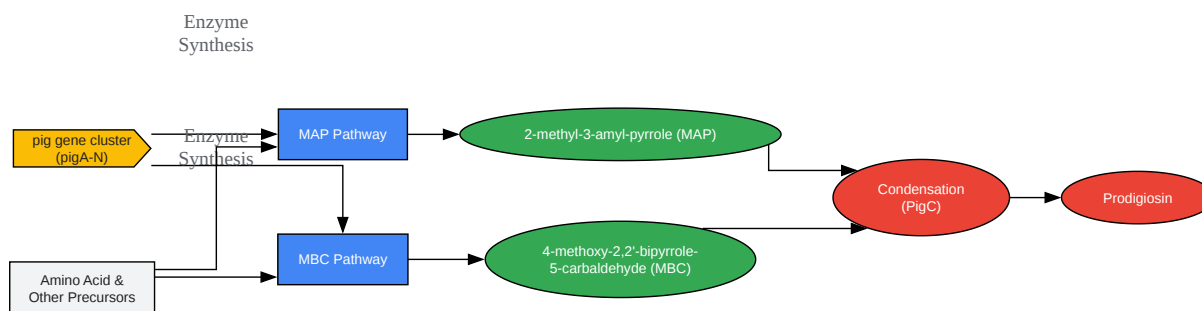 Enzyme
Synthesis
pig gene cluster
(pigA-N)
Enzyme
Synthesis
MAP Pathway
2-methyl-3-amyl-pyrrole (MAP)
Condensation
(PigC)
Prodigiosin
MBC Pathway
4-methoxy-2,2'-bipyrrole-
5-carbaldehyde (MBC)
Amino Acid &
Other Precursors